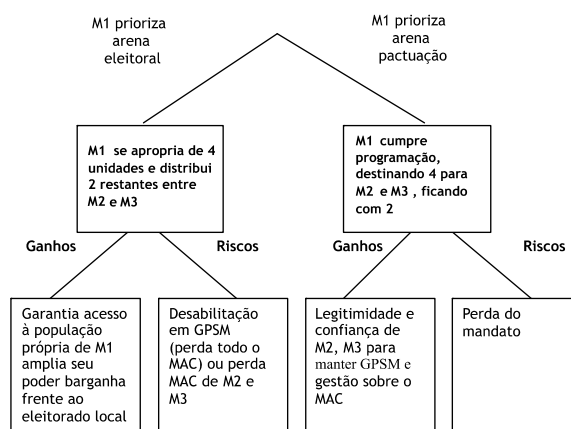 M1 prioriza
arena
eleitoral
M1 prioriza
arena
pactuação
M1 se apropria de 4
unidades e distribui
2 restantes entre
M2 e M3
M1 cumpre
programação,
destinando 4 para
M2 e M3 , ficando
com 2
Ganhos
Riscos
Ganhos
Riscos
Garantia acesso
à população
própria de M1
amplia seu
poder barganha
frente ao
eleitorado local
Desabilitação
em GPSM
(perda todo o
MAC) ou perda
MAC de M2 e
M3
Legitimidade e
confiança de
M2, M3 para
manter GPSM e
gestão sobre o
MAC
Perda do
mandato